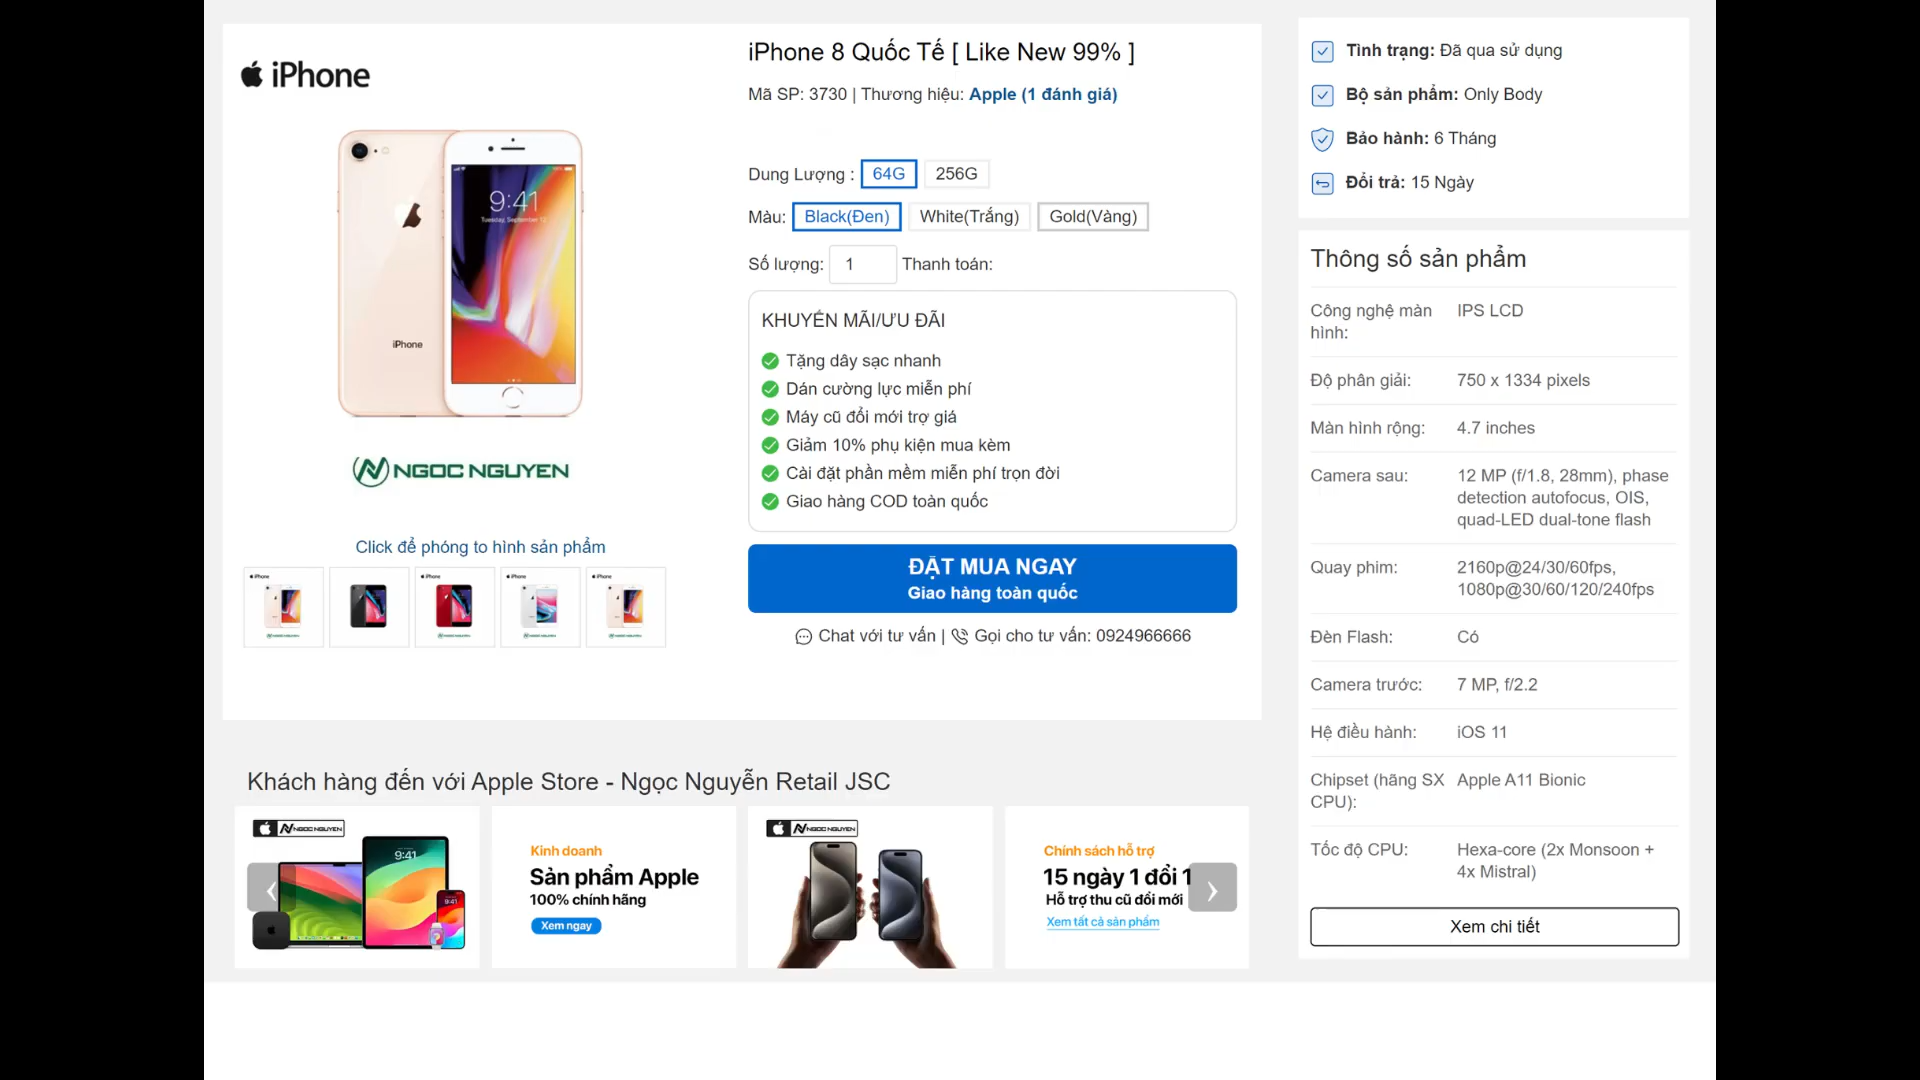 iPhone
9:41
Tuesday, September 12
iPhone
NGOC NGUYEN
Click để phóng to hình sản phẩm
iPhone 8 Quốc Tế [ Like New 99% ]
Mã SP: 3730 | Thương hiệu: Apple (1 đánh giá)
Dung Lượng : 64G 256G
Màu: Black(Đen) White(Trắng) Gold(Vàng)
Số lượng: 1 Thanh toán:
KHUYẾN MÃI/ƯU ĐÃI
Tặng dây sạc nhanh
Dán cường lực miễn phí
Máy cũ đổi mới trợ giá
Giảm 10% phụ kiện mua kèm
Cài đặt phần mềm miễn phí trọn đời
Giao hàng COD toàn quốc
ĐẶT MUA NGAY
Giao hàng toàn quốc
Chat với tư vấn | Gọi cho tư vấn: 0924966666
Khách hàng đến với Apple Store - Ngọc Nguyễn Retail JSC
NGOC NGUYEN
9:41
9:41
Kinh doanh
Sản phẩm Apple
100% chính hãng
Xem ngay
NGOC NGUYEN
Chính sách hỗ trợ
15 ngày 1 đổi 1
Hỗ trợ thu cũ đổi mới
Xem tất cả sản phẩm
Tình trạng: Đã qua sử dụng
Bộ sản phẩm: Only Body
Bảo hành: 6 Tháng
Đổi trả: 15 Ngày
Thông số sản phẩm
Công nghệ màn hình: IPS LCD
Độ phân giải: 750 x 1334 pixels
Màn hình rộng: 4.7 inches
Camera sau: 12 MP (f/1.8, 28mm), phase
detection autofocus, OIS,
quad-LED dual-tone flash
Quay phim: 2160p@24/30/60fps,
1080p@30/60/120/240fps
Đèn Flash: Có
Camera trước: 7 MP, f/2.2
Hệ điều hành: iOS 11
Chipset (hãng SX CPU): Apple A11 Bionic
Tốc độ CPU: Hexa-core (2x Monsoon +
4x Mistral)
Xem chi tiết